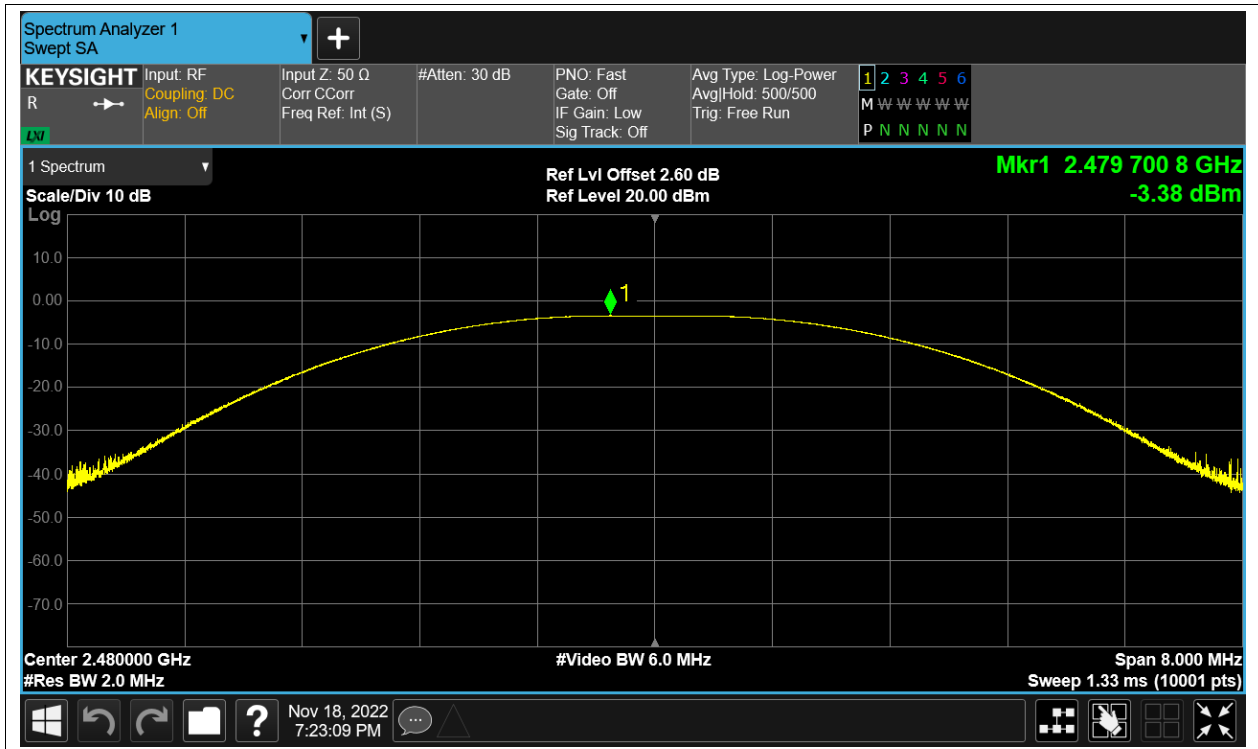 Spectrum Analyzer 1
Swept SA
+
KEYSIGHT
R
LXI
Input: RF
Coupling: DC
Align: Off
Input Z: 50 Ω
Corr CCorr
Freq Ref: Int (S)
#Atten: 30 dB
PNO: Fast
Gate: Off
IF Gain: Low
Sig Track: Off
Avg Type: Log-Power
Avg|Hold: 500/500
Trig: Free Run
1 2 3 4 5 6
M W W W W W
P N N N N N
1 Spectrum
Scale/Div 10 dB
Log
Ref Lvl Offset 2.60 dB
Ref Level 20.00 dBm
Mkr1 2.479 700 8 GHz
-3.38 dBm
10.0
0.00
1
-10.0
-20.0
-30.0
-40.0
-50.0
-60.0
-70.0
Center 2.480000 GHz
#Res BW 2.0 MHz
#Video BW 6.0 MHz
Span 8.000 MHz
Sweep 1.33 ms (10001 pts)
?
Nov 18, 2022
7:23:09 PM